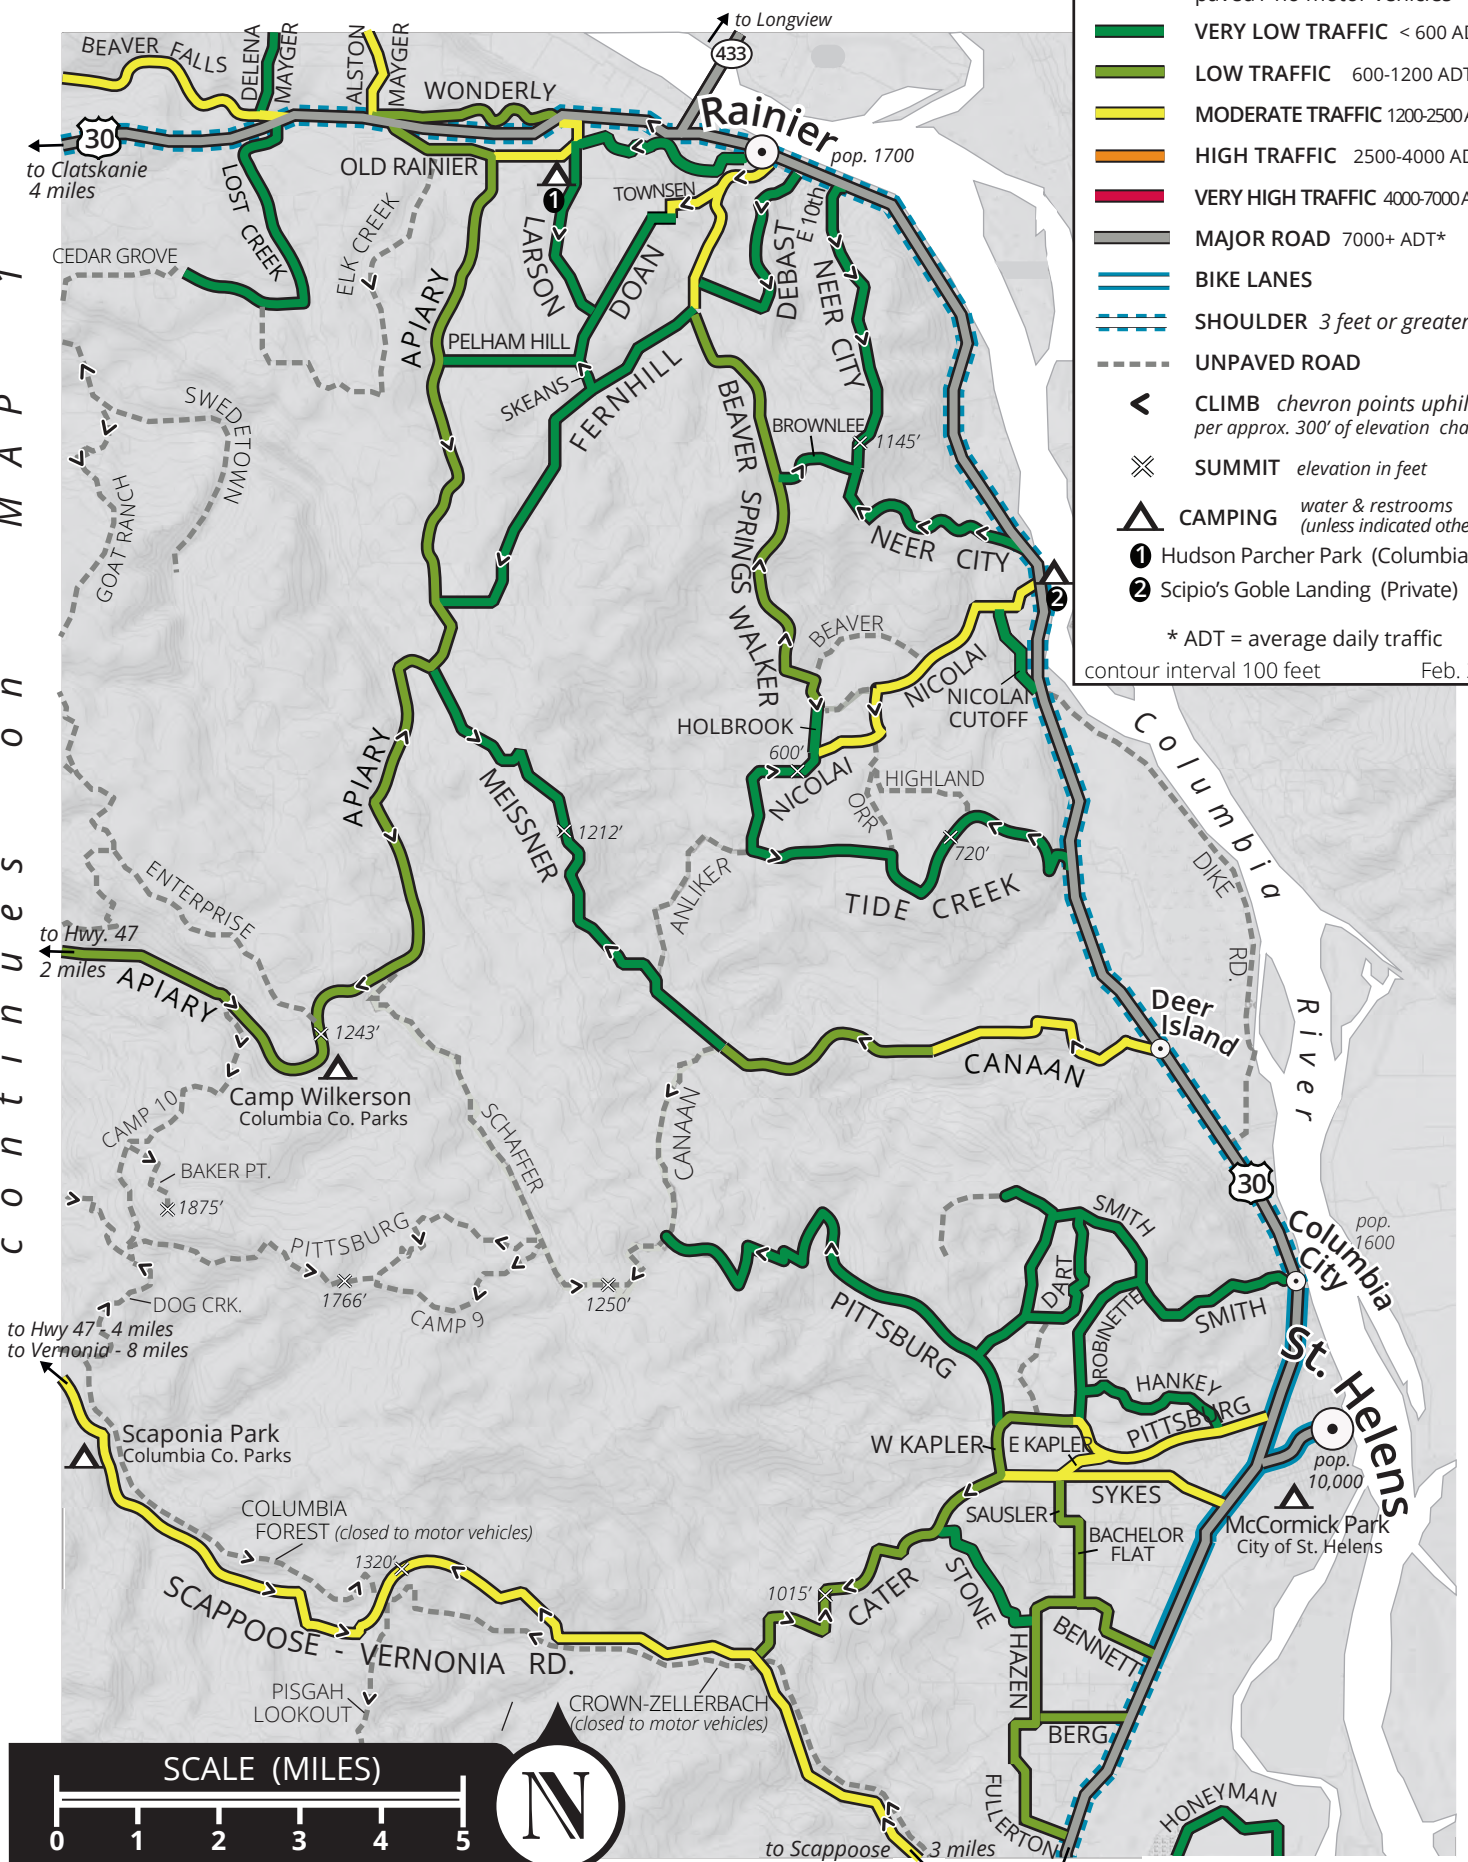 to Longview
433
BEAVER FALLS
DELENA
MAYGER
ALSTON
MAYGER
WONDERLY
Rainier
pop. 1700
30
to Clatskanie
4 miles
OLD RAINIER
1
TOWNSEN
LOST CREEK
CEDAR GROVE
ELK CREEK
APIARY
LARSON
DOAN
DEBAST
E 10th
NEER CITY
PELHAM HILL
SKEANS
FERNHILL
SWEDETOWN
GOAT RANCH
BEAVER SPRINGS
BROWNLEE
1145'
NEER CITY
2
WALKER
BEAVER
NICOLAI
NICOLAI
CUTOFF
HOLBROOK
600'
NICOLAI
HIGHLAND
ORR
720'
TIDE CREEK
APIARY
MEISSNER
1212'
ANLIKER
ENTERPRISE
to Hwy. 47
2 miles
APIARY
1243'
Camp Wilkerson
Columbia Co. Parks
CANAAN
Deer
Island
DIKE
RD.
Columbia
River
CAMP 10
BAKER PT.
1875'
SCHAFFER
CANAAN
PITTSBURG
1766'
CAMP 9
1250'
DOG CRK.
to Hwy 47 - 4 miles
to Vernonia - 8 miles
30
Columbia
City
pop.
1600
SMITH
DART
ROBINETTE
SMITH
PITTSBURG
HANKEY
PITTSBURG
St. Helens
pop.
10,000
W KAPLER
E KAPLER
SYKES
SAUSLER
BACHELOR
FLAT
McCormick Park
City of St. Helens
Scaponia Park
Columbia Co. Parks
COLUMBIA
FOREST (closed to motor vehicles)
1320'
SCAPPOOSE - VERNONIA RD.
PISGAH
LOOKOUT
CROWN-ZELLERBACH
(closed to motor vehicles)
1015'
CATER
STONE
HAZEN
BENNETT
BERG
FULLERTON
HONEYMAN
to Scappoose
3 miles
continues on MAP 1
SCALE (MILES)
0 1 2 3 4 5
N
VERY LOW TRAFFIC < 600 AD
LOW TRAFFIC 600-1200 ADT
MODERATE TRAFFIC 1200-2500 A
HIGH TRAFFIC 2500-4000 AD
VERY HIGH TRAFFIC 4000-7000 A
MAJOR ROAD 7000+ ADT*
BIKE LANES
SHOULDER 3 feet or greater
UNPAVED ROAD
CLIMB chevron points uphil
per approx. 300' of elevation cha
SUMMIT elevation in feet
CAMPING water & restrooms
(unless indicated othe
1 Hudson Parcher Park (Columbia
2 Scipio's Goble Landing (Private)
* ADT = average daily traffic
contour interval 100 feet Feb.